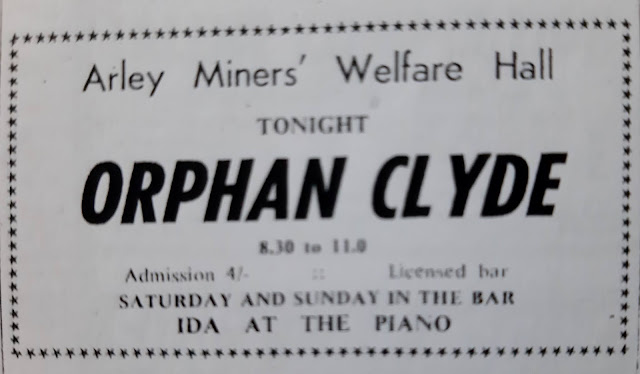 Arley Miners' Welfare Hall
TONIGHT
ORPHAN CLYDE
8.30 to 11.0
Admission 4/- :: Licensed bar
SATURDAY AND SUNDAY IN THE BAR
IDA AT THE PIANO